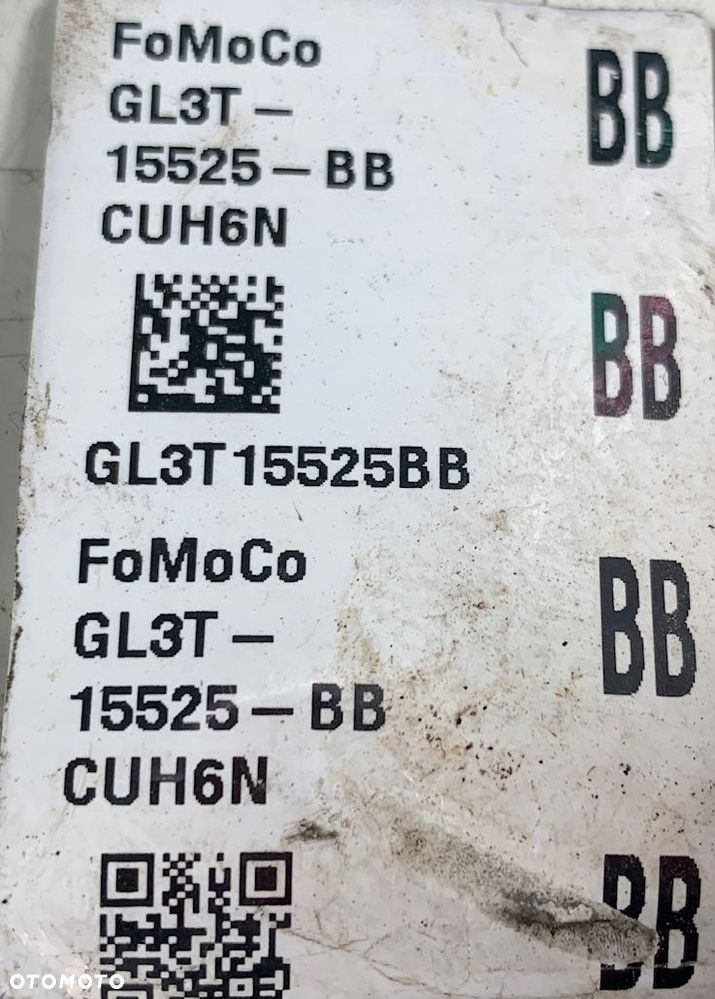 FoMoCo
GL3T –
15525 – BB
CUH6N
BB
BB
GL3T15525BB
FoMoCo
GL3T –
15525 – BB
CUH6N
BB
BB
OTOMOTO